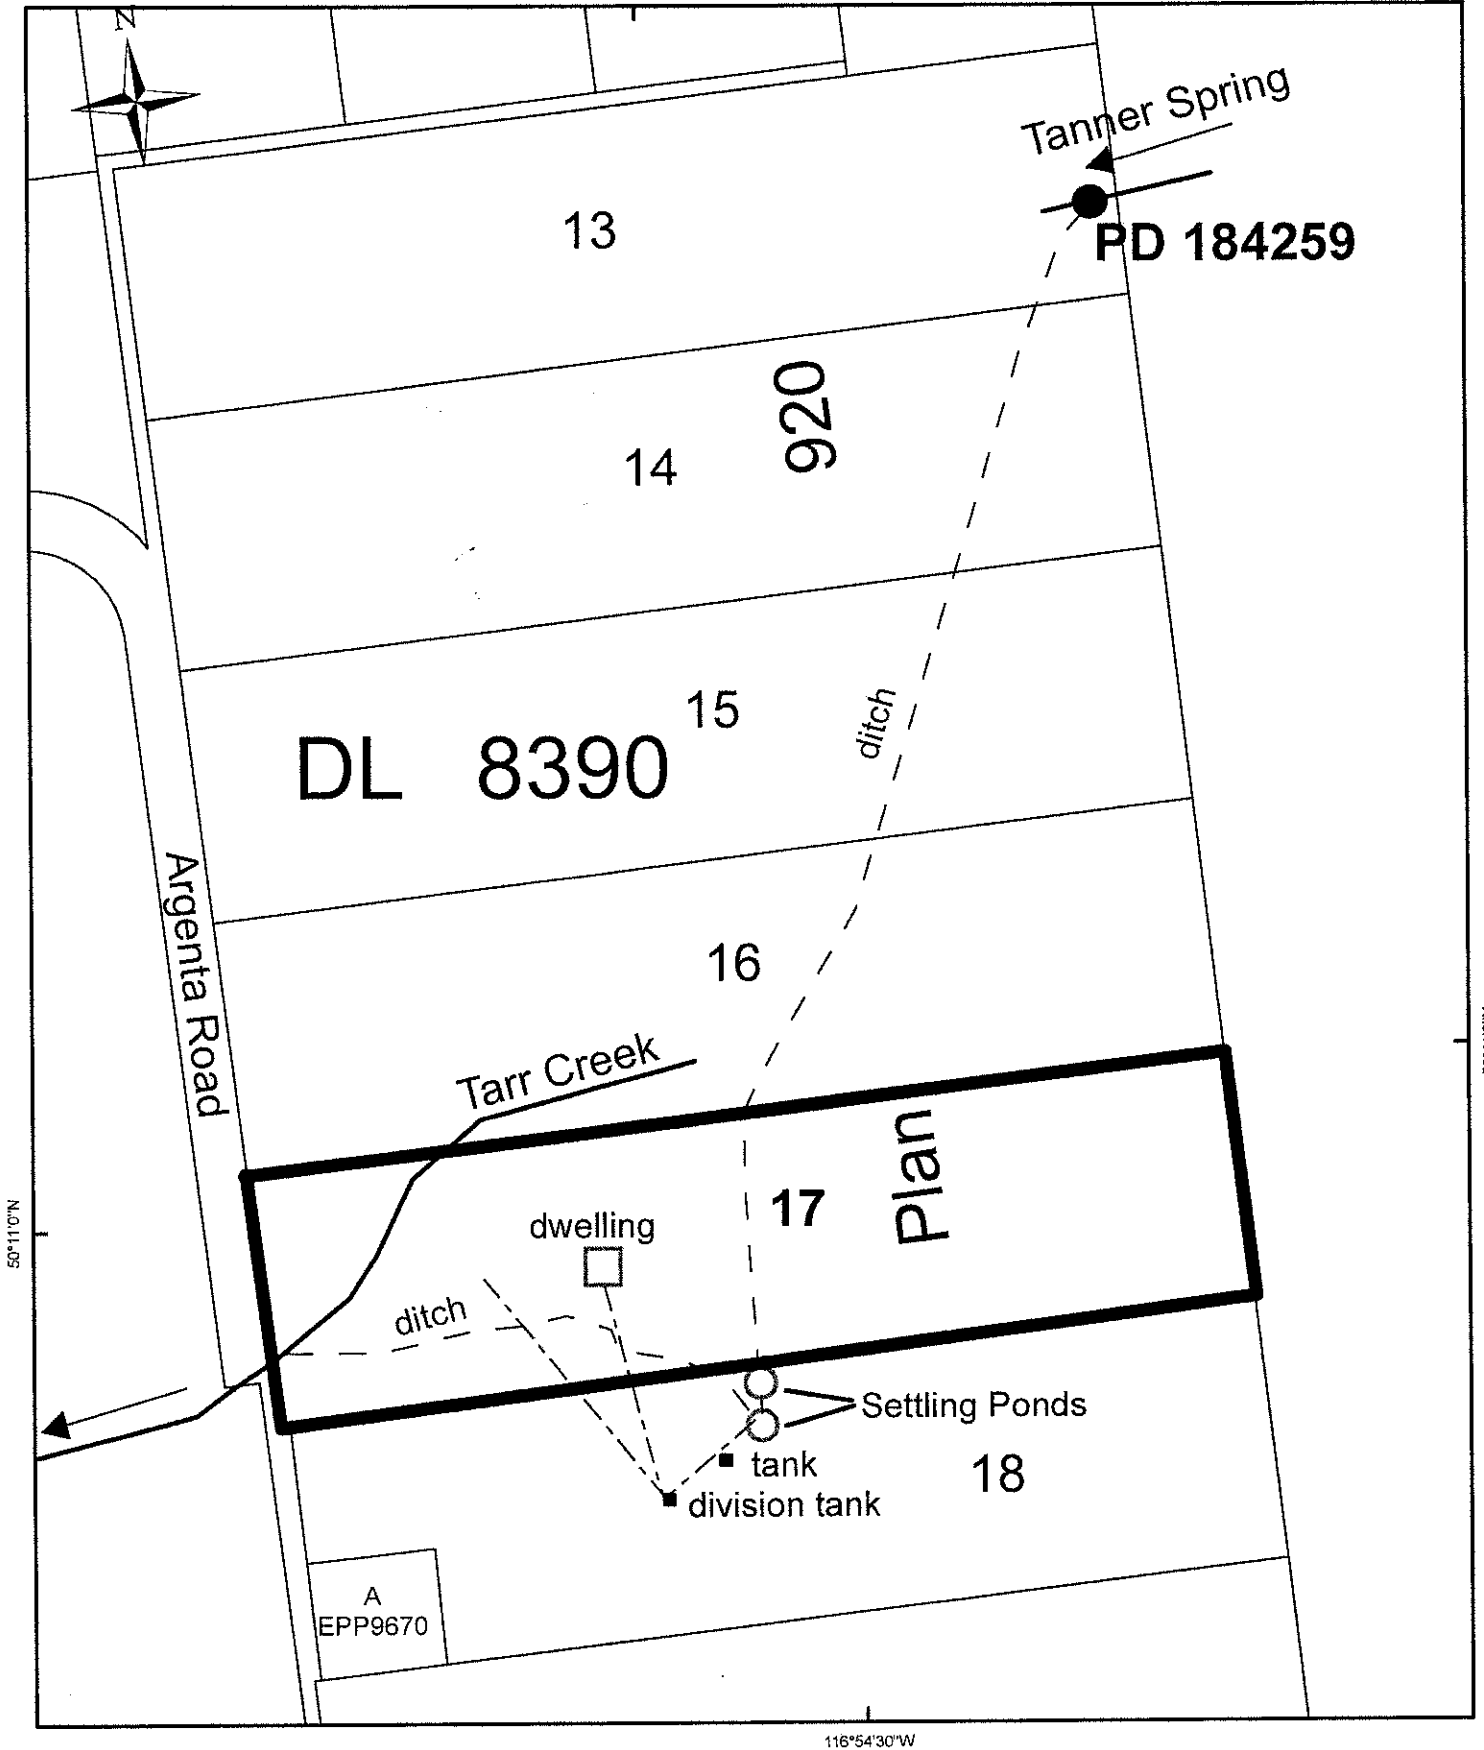 N
Tanner Spring
13
PD 184259
920
14
ditch
15
DL 8390
Argenta Road
16
Tarr Creek
Plan
17
dwelling
50°11'0"N
ditch
Settling Ponds
tank
18
division tank
A
EPP9670
116°54'30"W